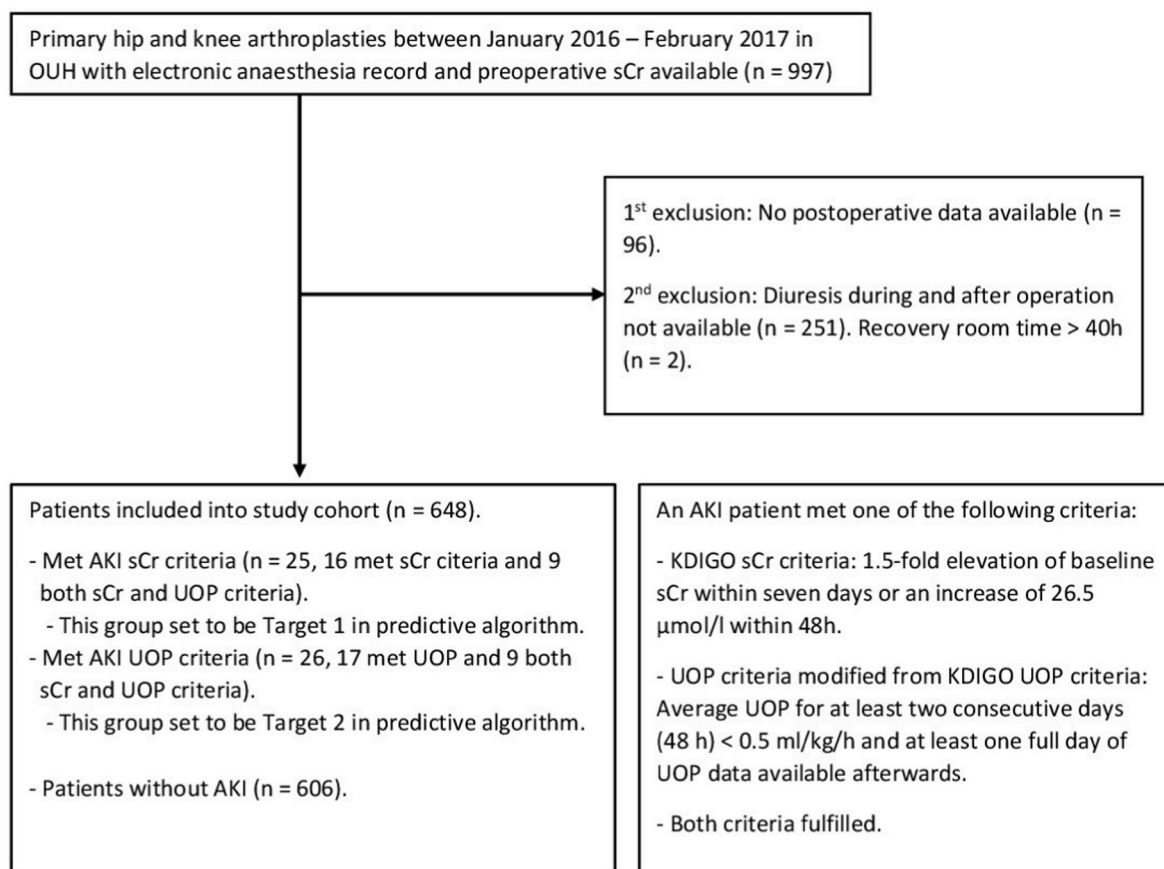 Primary hip and knee arthroplasties between January 2016 – February 2017 in
OUH with electronic anaesthesia record and preoperative sCr available (n = 997)
1st exclusion: No postoperative data available (n =
96).
2nd exclusion: Diuresis during and after operation
not available (n = 251). Recovery room time > 40h
(n = 2).
Patients included into study cohort (n = 648).
- Met AKI sCr criteria (n = 25, 16 met sCr citeria and 9
both sCr and UOP criteria).
- This group set to be Target 1 in predictive algorithm.
- Met AKI UOP criteria (n = 26, 17 met UOP and 9 both
sCr and UOP criteria).
- This group set to be Target 2 in predictive algorithm.
- Patients without AKI (n = 606).
An AKI patient met one of the following criteria:
- KDIGO sCr criteria: 1.5-fold elevation of baseline
sCr within seven days or an increase of 26.5
μmol/l within 48h.
- UOP criteria modified from KDIGO UOP criteria:
Average UOP for at least two consecutive days
(48 h) < 0.5 ml/kg/h and at least one full day of
UOP data available afterwards.
- Both criteria fulfilled.